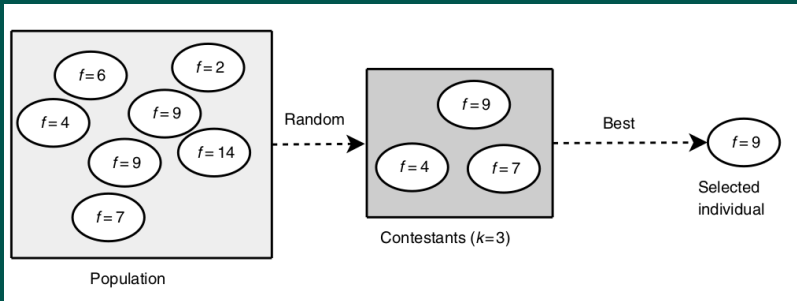 f=6
f=2
f=4
f=9
f=9
f=14
f=7
Population
Random
f=9
f=4
f=7
Contestants (k=3)
Best
f=9
Selected
individual